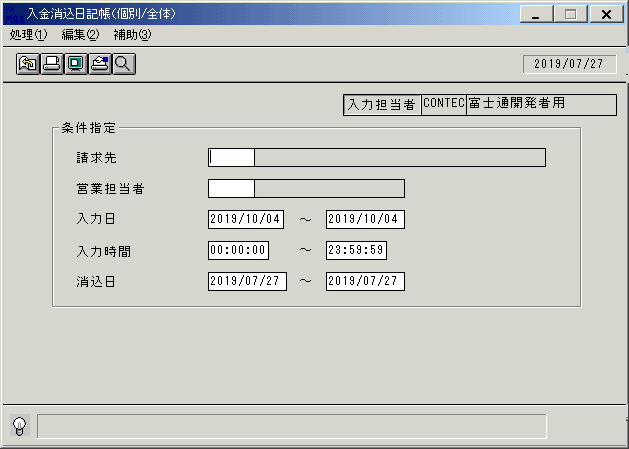 入金消込日記帳(個別/全体)
処理(1) 編集(2) 補助(3)
2019/07/27
入力担当者 CONTEC 富士通開発者用
条件指定
請求先
営業担当者
入力日 2019/10/04 ～ 2019/10/04
入力時間 00:00:00 ～ 23:59:59
消込日 2019/07/27 ～ 2019/07/27